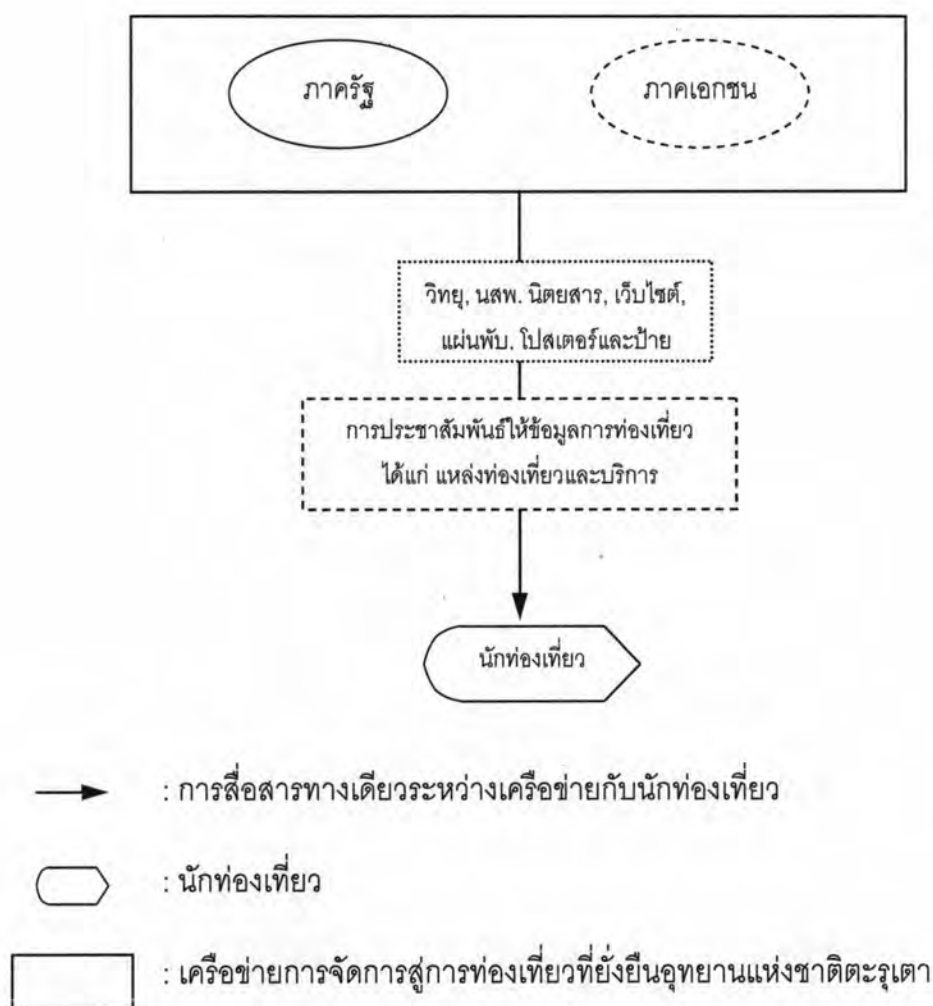 ภาครัฐ
ภาคเอกชน
วิทยุ, นสพ. นิตยสาร, เว็บไซต์,
แผ่นพับ. โปสเตอร์และป้าย
การประชาสัมพันธ์ให้ข้อมูลการท่องเที่ยว
ได้แก่ แหล่งท่องเที่ยวและบริการ
นักท่องเที่ยว
: การสื่อสารทางเดียวระหว่างเครือข่ายกับนักท่องเที่ยว
: นักท่องเที่ยว
: เครือข่ายการจัดการสู่การท่องเที่ยวที่ยั่งยืนอุทยานแห่งชาติตะรุเตา